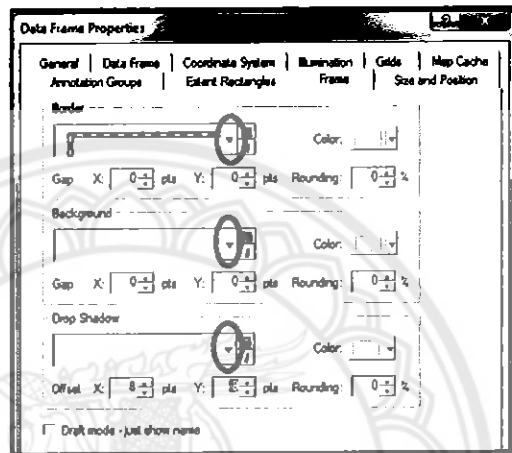 Data Frame Properties
General Data Frame Coordinate System Illumination Grids Map Cache
Annotation Groups Extent Rectangles Frame Size and Position
Border
Color:
Gap X: 0 pts Y: 0 pts Rounding: 0 %
Background
Color:
Gap X: 0 pts Y: 0 pts Rounding: 0 %
Drop Shadow
Color:
Offset X: 8 pts Y: pts Rounding: 0 %
Draft mode - just show name